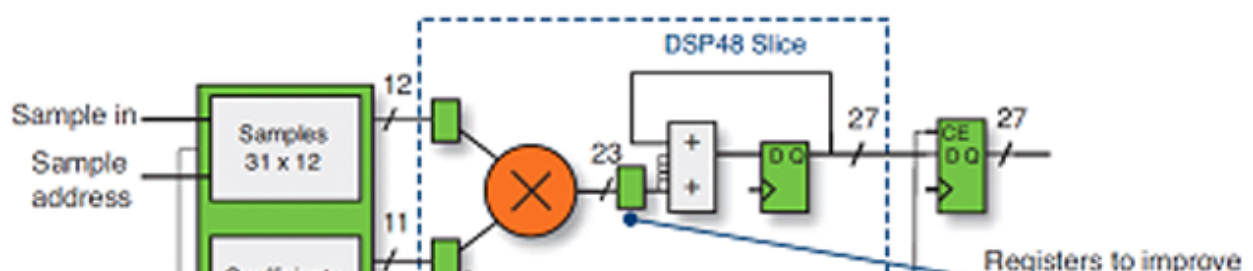 DSP48 Slice
12
Sample in
Samples
31 x 12
Sample
address
23
+
+
D Q
27
CE
D Q
27
11
Registers to improve